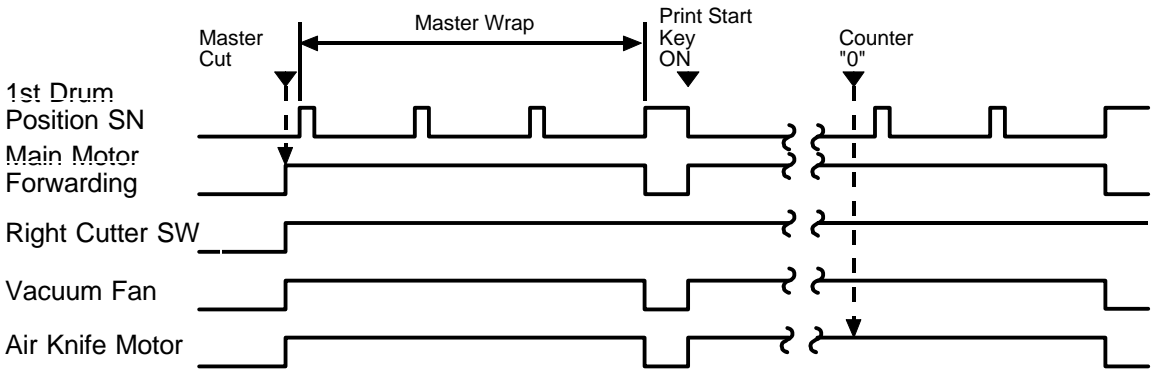 Master Wrap
Print Start
Key
ON
Master
Cut
Counter
"0"
1st Drum
Position SN
Main Motor
Forwarding
Right Cutter SW
Vacuum Fan
Air Knife Motor